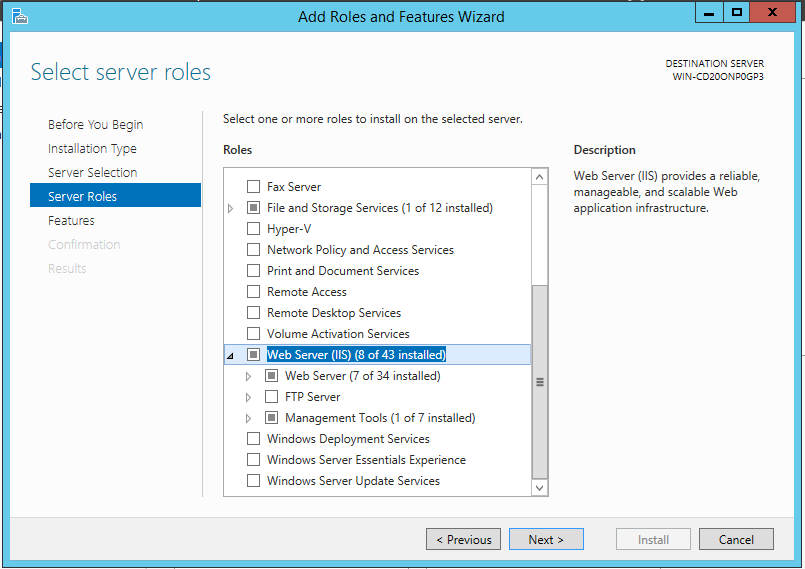 Add Roles and Features Wizard
Select server roles
DESTINATION SERVER
WIN-CD20ONP0GP3
Before You Begin
Installation Type
Server Selection
Server Roles
Features
Confirmation
Results
Select one or more roles to install on the selected server.
Roles
Fax Server
File and Storage Services (1 of 12 installed)
Hyper-V
Network Policy and Access Services
Print and Document Services
Remote Access
Remote Desktop Services
Volume Activation Services
Web Server (IIS) (8 of 43 installed)
Web Server (7 of 34 installed)
FTP Server
Management Tools (1 of 7 installed)
Windows Deployment Services
Windows Server Essentials Experience
Windows Server Update Services
Description
Web Server (IIS) provides a reliable,
manageable, and scalable Web
application infrastructure.
< Previous
Next >
Install
Cancel